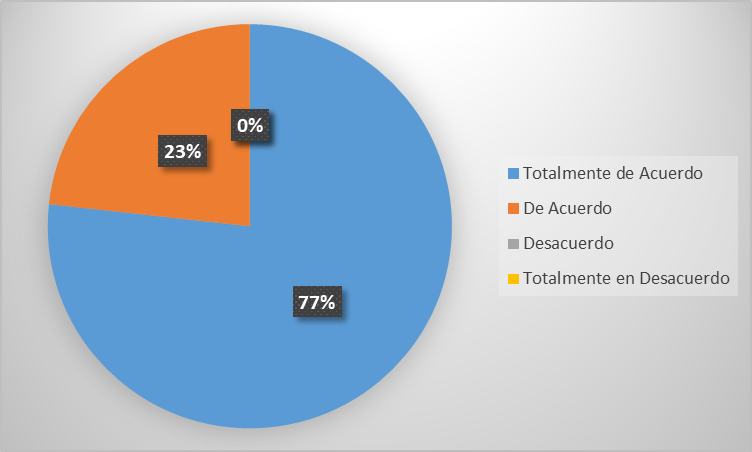 0%
23%
77%
Totalmente de Acuerdo
De Acuerdo
Desacuerdo
Totalmente en Desacuerdo